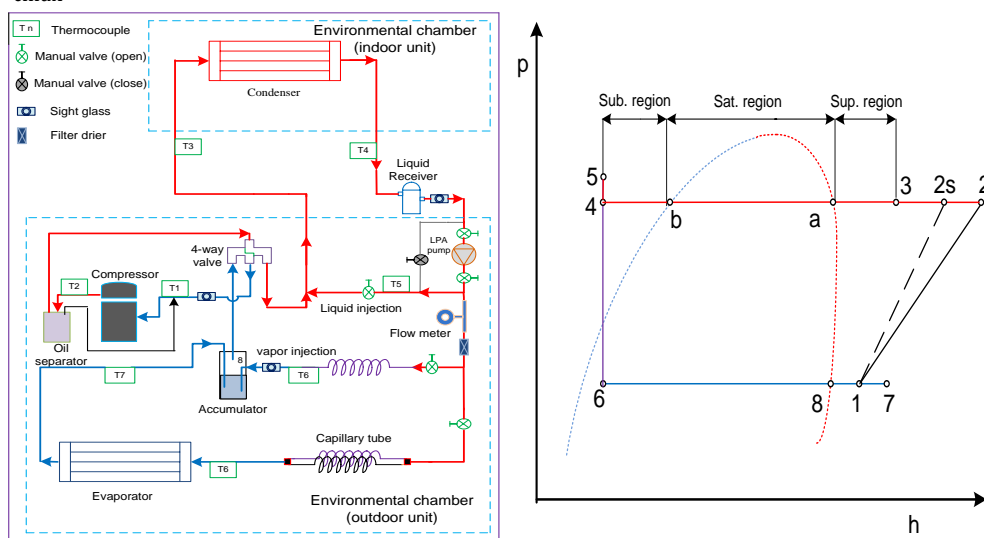 T n
Thermocouple
Manual valve (open)
Manual valve (close)
Sight glass
Filter drier
Environmental chamber
(indoor unit)
Condenser
T3
T4
Liquid
Receiver
4-way
valve
LPA
pump
Compressor
T1
T2
T5
Liquid injection
Flow meter
Oil
separator
T7
8
vapor injection
T6
Accumulator
Capillary tube
T6
Evaporator
Environmental chamber
(outdoor unit)
p
Sub. region
Sat. region
Sup. region
5
4
b
a
3
2s
2
6
8
1
7
h